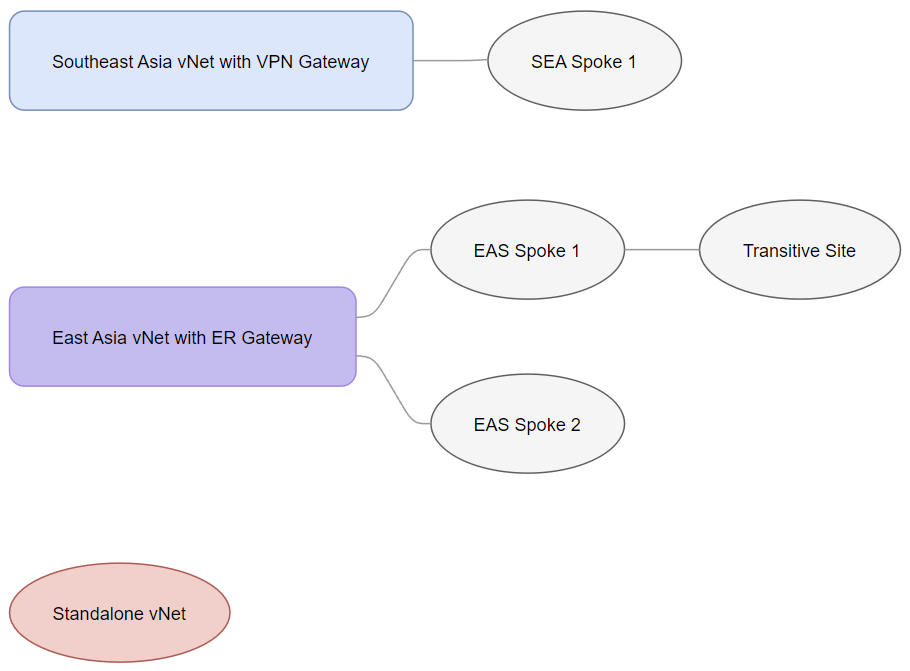 Southeast Asia vNet with VPN Gateway
SEA Spoke 1
EAS Spoke 1
Transitive Site
East Asia vNet with ER Gateway
EAS Spoke 2
Standalone vNet